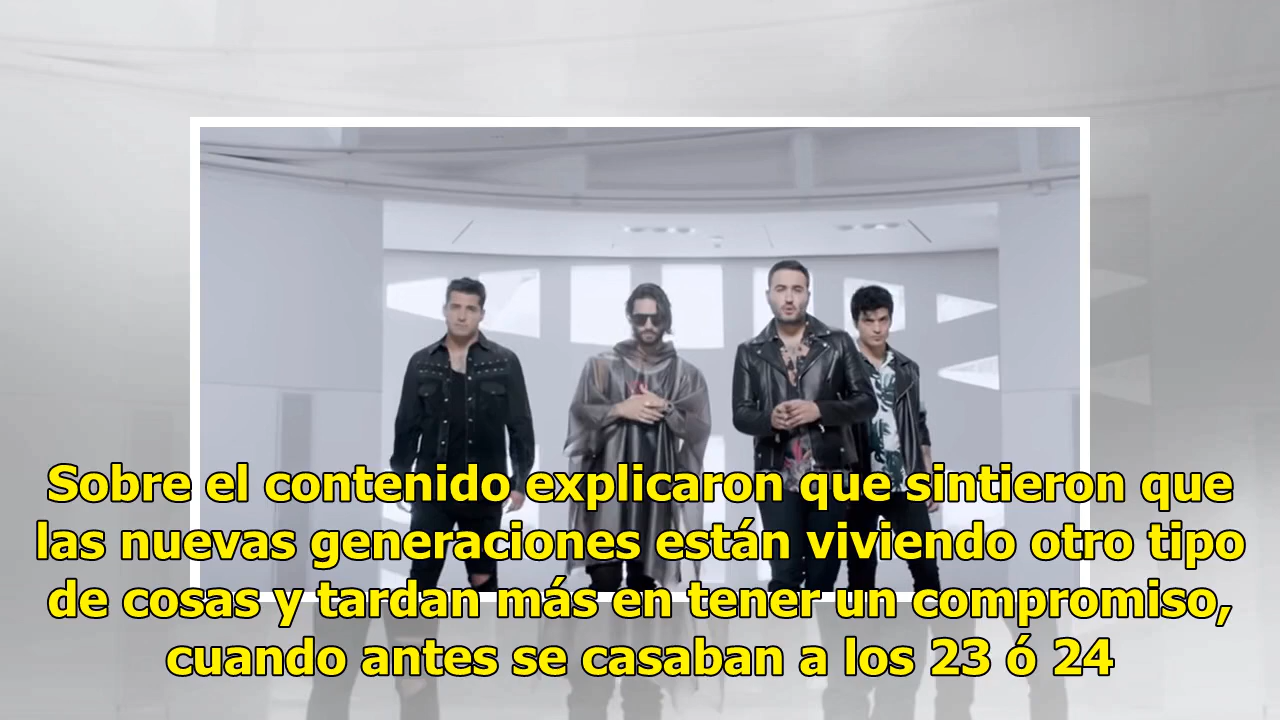 Sobre el contenido explicaron que sintieron que
las nuevas generaciones están viviendo otro tipo
de cosas y tardan más en tener un compromiso,
cuando antes se casaban a los 23 ó 24